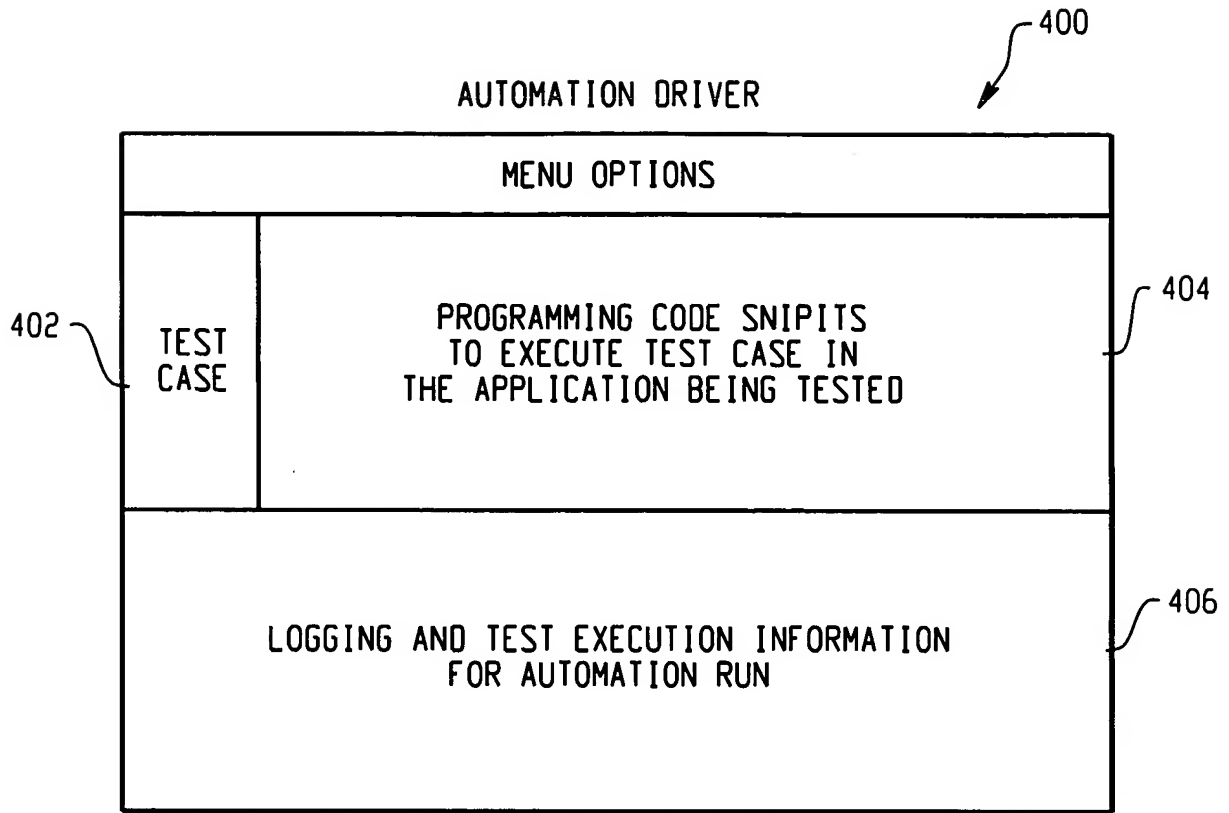 400
AUTOMATION DRIVER
MENU OPTIONS
402
TEST
CASE
PROGRAMMING CODE SNIPITS
TO EXECUTE TEST CASE IN
THE APPLICATION BEING TESTED
404
LOGGING AND TEST EXECUTION INFORMATION
FOR AUTOMATION RUN
406